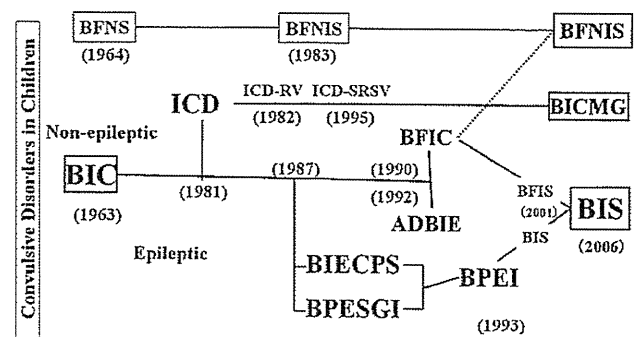 Convulsive Disorders in Children
BFNS
BFNIS
BFNIS
(1964)
(1983)
ICD
ICD-RV
ICD-SRSV
BICMG
(1982)
(1995)
Non-epileptic
BFIC
BIC
(1987)
(1990)
(1963)
(1981)
(1992)
BFIS
(2001)
BIS
ADBIE
BIS
(2006)
Epileptic
BIECPS
BPEI
BPESGI
(1993)